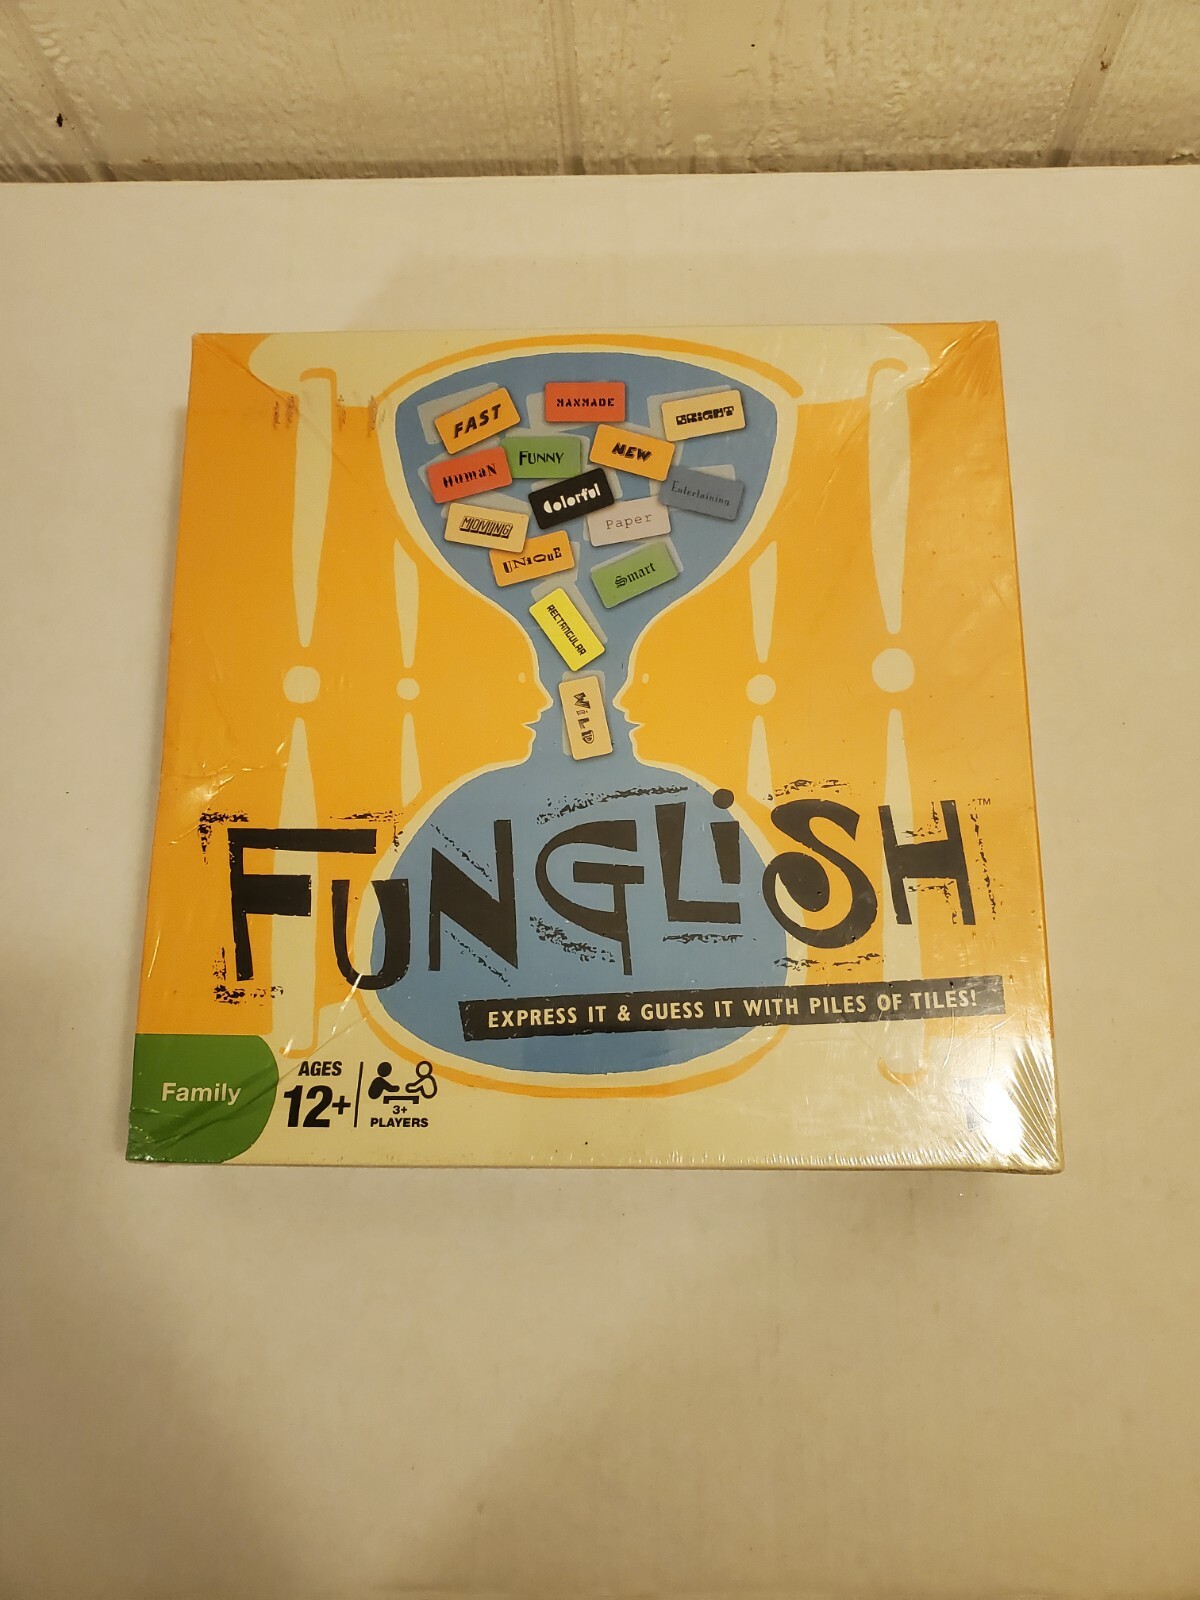 FAST
MANMADE
BRIGHT
HUMAN
FUNNY
NEW
Colorful
Entertaining
MOVING
Paper
UNIQUE
Smart
RECTANGULAR
WILD
FUNGLiSH™
EXPRESS IT & GUESS IT WITH PILES OF TILES!
Family
AGES
12+
3+
PLAYERS